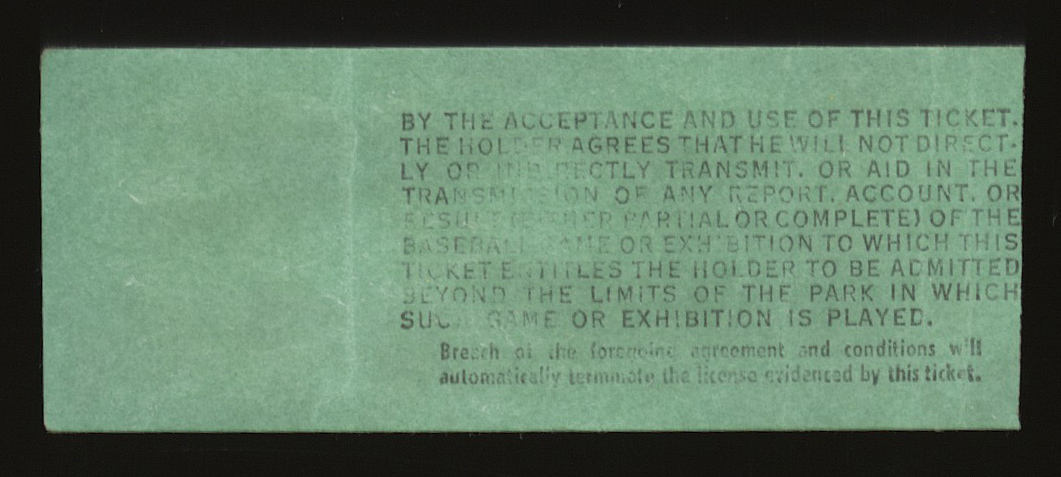 BY THE ACCEPTANCE AND USE OF THIS TICKET.
THE HOLDER AGREES THAT HE WILL NOT DIRECT-
LY OR INDIRECTLY TRANSMIT. OR AID IN THE
TRANSMISSION OF ANY REPORT. ACCOUNT. OR
RESULT (EITHER PARTIAL OR COMPLETE) OF THE
BASEBALL GAME OR EXHIBITION TO WHICH THIS
TICKET ENTITLES THE HOLDER TO BE ADMITTED
BEYOND THE LIMITS OF THE PARK IN WHICH
SUCH GAME OR EXHIBITION IS PLAYED.
Breach of the foregoing agreement and conditions will
automatically terminate the license evidenced by this ticket.